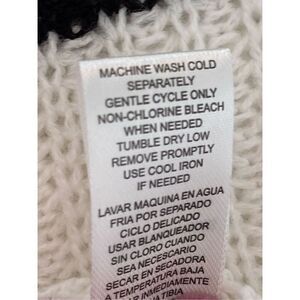 MACHINE WASH COLD
SEPARATELY
GENTLE CYCLE ONLY
NON-CHLORINE BLEACH
WHEN NEEDED
TUMBLE DRY LOW
REMOVE PROMPTLY
USE COOL IRON
IF NEEDED
LAVAR MAQUINA EN AGUA
FRIA POR SEPARADO
CICLO DELICADO
USAR BLANQUEADOR
SIN CLORO CUANDO
SEA NECESARIO
SECAR EN SECADORA
A TEMPERATURA BAJA
INMEDIATAMENTE
TIBIA